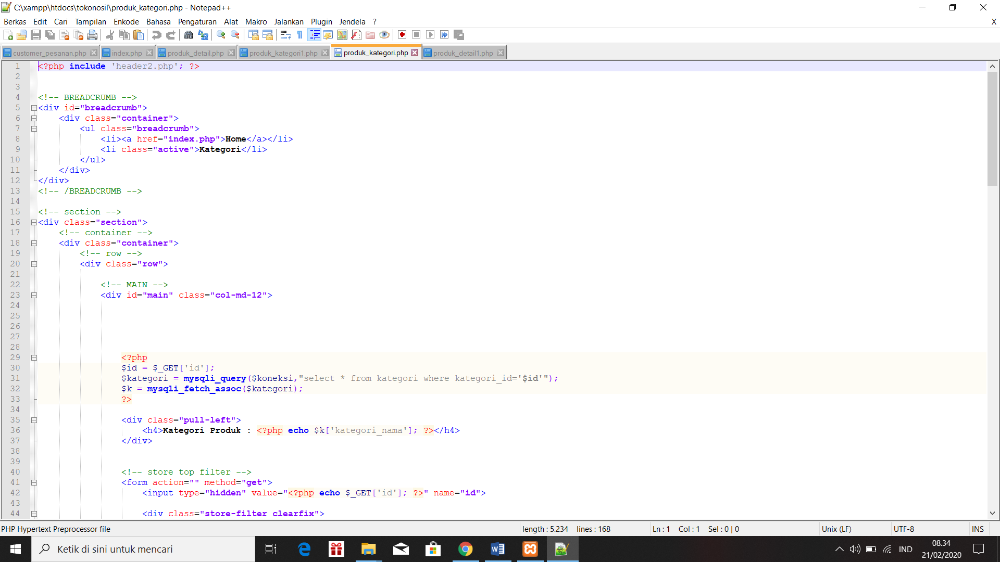 C:\xampp\htdocs\tokonosil\produk_kategori.php - Notepad++
Berkas Edit Cari Tampilan Enkode Bahasa Pengaturan Alat Makro Jalankan Plugin Jendela ? X
customer_pesanan.php index.php produk_detail.php produk_kategori1.php produk_kategori.php produk_detail1.php
1 <?php include 'header2.php'; ?>
2
3
4 <!-- BREADCRUMB -->
5 <div id="breadcrumb">
6 <div class="container">
7 <ul class="breadcrumb">
8 <li><a href="index.php">Home</a></li>
9 <li class="active">Kategori</li>
10 </ul>
11 </div>
12 </div>
13 <!-- /BREADCRUMB -->
14
15 <!-- section -->
16 <div class="section">
17 <!-- container -->
18 <div class="container">
19 <!-- row -->
20 <div class="row">
21
22 <!-- MAIN -->
23 <div id="main" class="col-md-12">
24
25
26
27
28
29 <?php
30 $id = $_GET['id'];
31 $kategori = mysqli_query($koneksi,"select * from kategori where kategori_id='$id'");
32 $k = mysqli_fetch_assoc($kategori);
33 ?>
34
35 <div class="pull-left">
36 <h4>Kategori Produk : <?php echo $k['kategori_nama']; ?></h4>
37 </div>
38
39
40 <!-- store top filter -->
41 <form action="" method="get">
42 <input type="hidden" value="<?php echo $_GET['id']; ?>" name="id">
43
44 <div class="store-filter clearfix">
PHP Hypertext Preprocessor file length : 5.234 lines : 168 Ln : 1 Col : 1 Sel : 0 | 0 Unix (LF) UTF-8 INS
Ketik di sini untuk mencari IND 08.34
21/02/2020